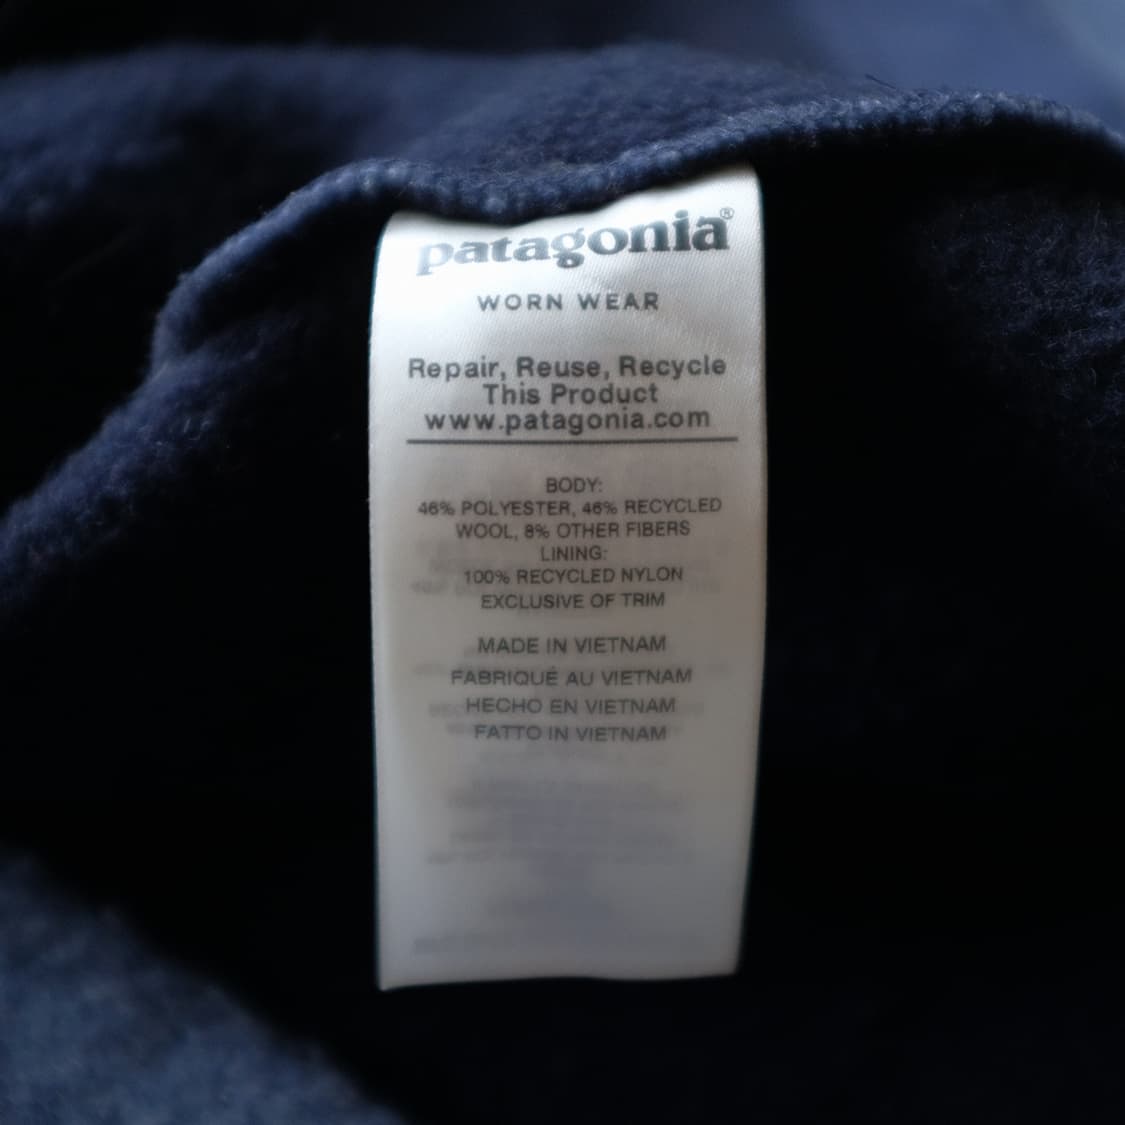 patagonia®
WORN WEAR
Repair, Reuse, Recycle
This Product
www.patagonia.com
BODY:
46% POLYESTER, 46% RECYCLED
WOOL, 8% OTHER FIBERS
LINING:
100% RECYCLED NYLON
EXCLUSIVE OF TRIM
MADE IN VIETNAM
FABRIQUÉ AU VIETNAM
HECHO EN VIETNAM
FATTO IN VIETNAM